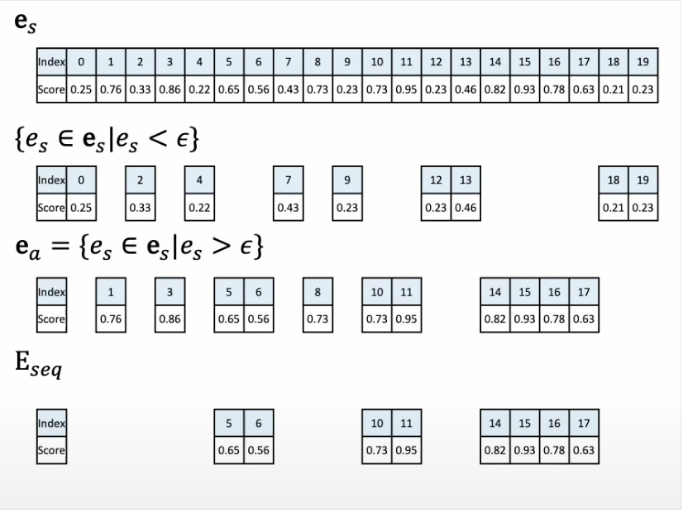 𝐞ₛ
Index 0 1 2 3 4 5 6 7 8 9 10 11 12 13 14 15 16 17 18 19
Score 0.25 0.76 0.33 0.86 0.22 0.65 0.56 0.43 0.73 0.23 0.73 0.95 0.23 0.46 0.82 0.93 0.78 0.63 0.21 0.23
{eₛ ∈ 𝐞ₛ|eₛ < ϵ}
Index 0 2 4 7 9 12 13 18 19
Score 0.25 0.33 0.22 0.43 0.23 0.23 0.46 0.21 0.23
𝐞ₐ = {eₛ ∈ 𝐞ₛ|eₛ > ϵ}
Index 1 3 5 6 8 10 11 14 15 16 17
Score 0.76 0.86 0.65 0.56 0.73 0.73 0.95 0.82 0.93 0.78 0.63
E_seq
Index 5 6 10 11 14 15 16 17
Score 0.65 0.56 0.73 0.95 0.82 0.93 0.78 0.63